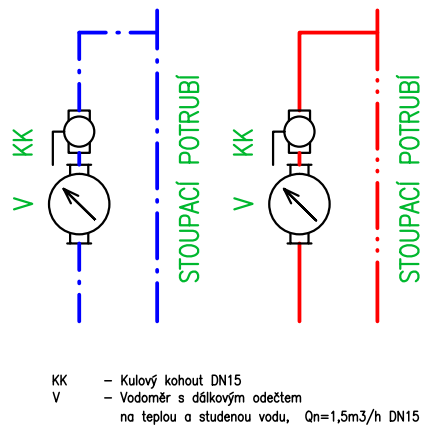 KK
V
STOUPACÍ POTRUBÍ
KK
V
STOUPACÍ POTRUBÍ
KK – Kulový kohout DN15
V – Vodoměr s dálkovým odečtem
na teplou a studenou vodu, Qn=1,5m3/h DN15